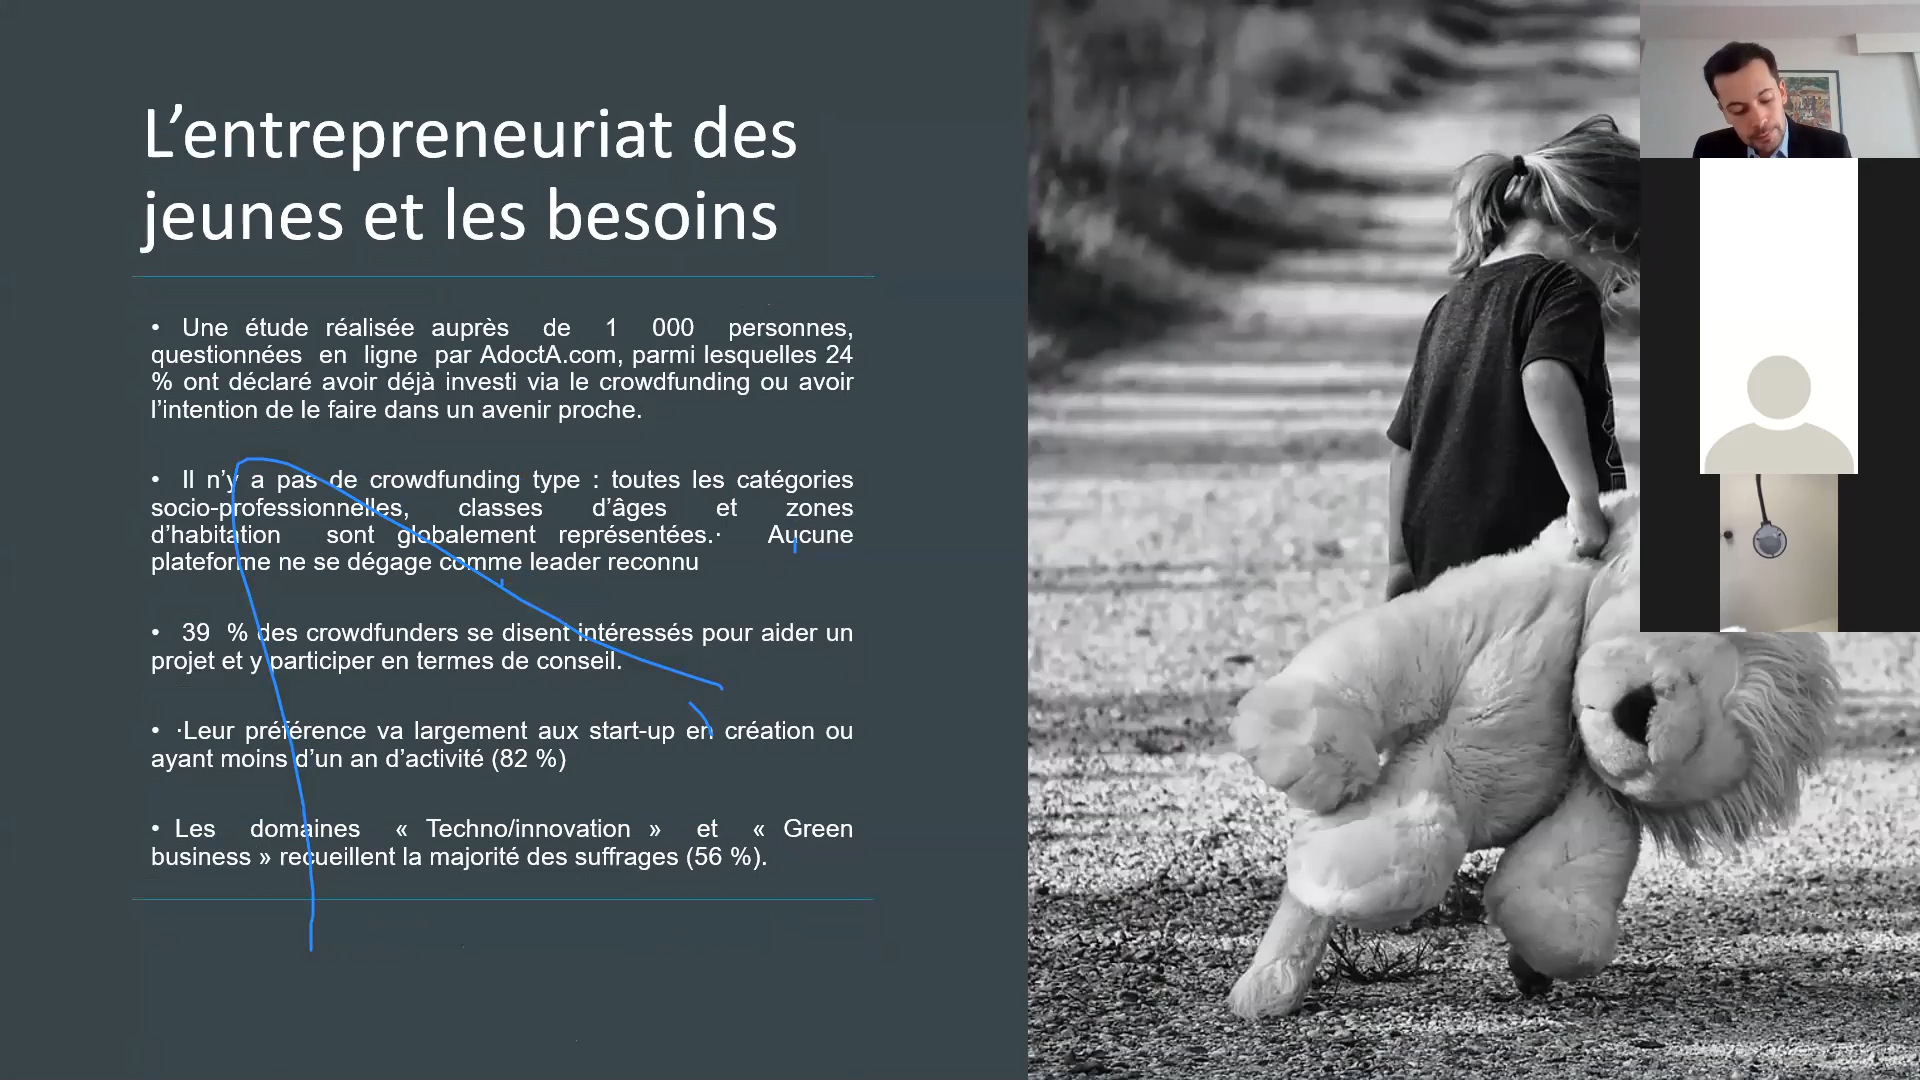 L’entrepreneuriat des
jeunes et les besoins
• Une étude réalisée auprès de 1 000 personnes,
questionnées en ligne par AdoctA.com, parmi lesquelles 24
% ont déclaré avoir déjà investi via le crowdfunding ou avoir
l’intention de le faire dans un avenir proche.
• Il n’y a pas de crowdfunding type : toutes les catégories
socio-professionnelles, classes d’âges et zones
d’habitation sont globalement représentées.· Aucune
plateforme ne se dégage comme leader reconnu
• 39 % des crowdfunders se disent intéressés pour aider un
projet et y participer en termes de conseil.
• ·Leur préférence va largement aux start-up en création ou
ayant moins d’un an d’activité (82 %)
• Les domaines « Techno/innovation » et « Green
business » recueillent la majorité des suffrages (56 %).